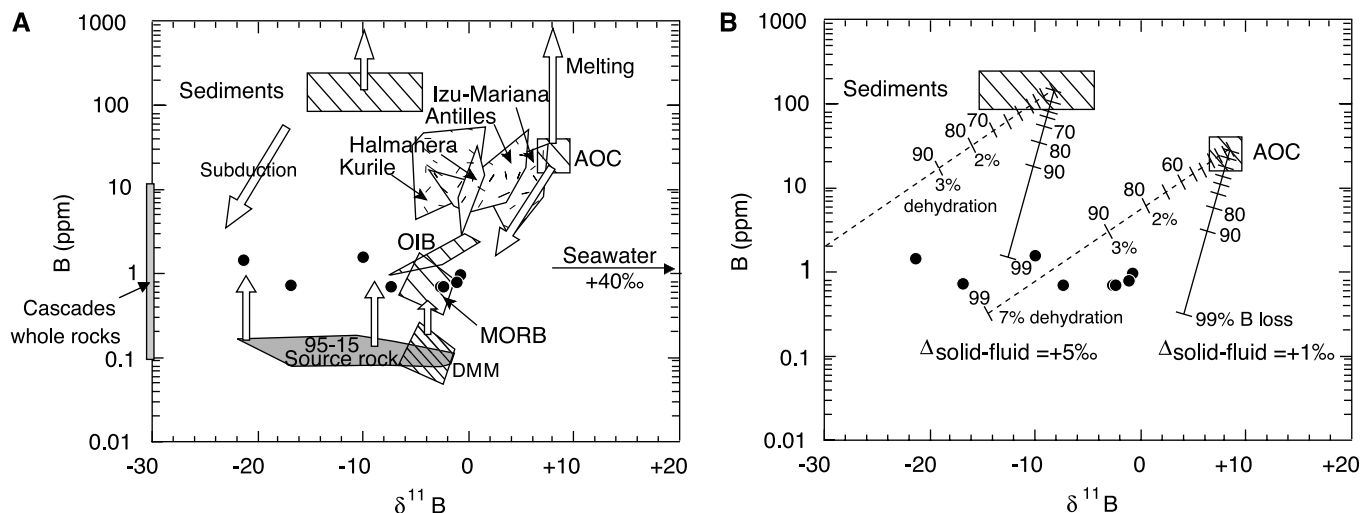 A
B (ppm)
1000
100
10
1
0.1
0.01
-30
-20
-10
0
+10
+20
δ¹¹B
Sediments
Melting
Izu-Mariana
Antilles
Halmahera
Kurile
AOC
Subduction
OIB
Seawater
+40‰
Cascades
whole rocks
MORB
95-15
Source rock
DMM
B
B (ppm)
1000
100
10
1
0.1
0.01
-30
-20
-10
0
+10
+20
δ¹¹B
Sediments
70
80
90
2%
3%
dehydration
70
80
90
99
AOC
60
80
90
2%
3%
99
7% dehydration
80
90
99% B loss
Δsolid-fluid =+5‰
Δsolid-fluid =+1‰